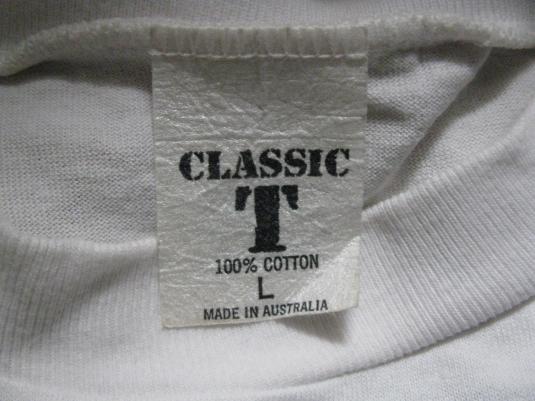 CLASSIC
T
100% COTTON
L
MADE IN AUSTRALIA